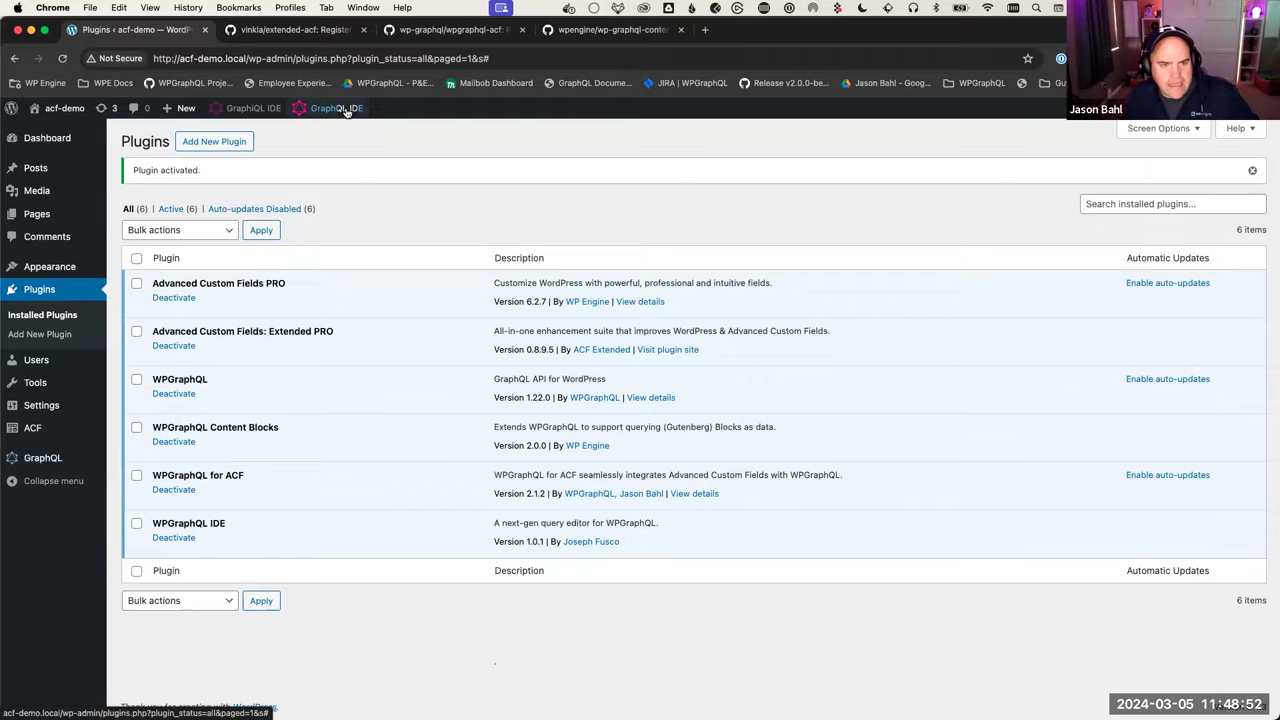 Chrome File Edit View History Bookmarks Profiles Tab Window Help
Plugins ‹ acf-demo — WordPr
vinkla/extended-acf: Register
wp-graphql/wpgraphql-acf: R
wpengine/wp-graphql-conte
Not Secure http://acf-demo.local/wp-admin/plugins.php?plugin_status=all&paged=1&s#
WP Engine WPE Docs WPGraphQL Proje... Employee Experie... WPGraphQL - P&E... Mailbob Dashboard GraphQL Docume... JIRA | WPGraphQL Release v2.0.0-be... Jason Bahl - Goog... WPGraphQL
acf-demo 3 0 New GraphiQL IDE GraphQL IDE
Jason Bahl
Dashboard
Posts
Media
Pages
Comments
Appearance
Plugins
Installed Plugins
Add New Plugin
Users
Tools
Settings
ACF
GraphQL
Collapse menu
Plugins Add New Plugin
Screen Options Help
Plugin activated.
All (6) | Active (6) | Auto-updates Disabled (6)
Search installed plugins...
Bulk actions Apply
6 items
Plugin Description Automatic Updates
Advanced Custom Fields PRO Customize WordPress with powerful, professional and intuitive fields. Enable auto-updates
Deactivate Version 6.2.7 | By WP Engine | View details
Advanced Custom Fields: Extended PRO All-in-one enhancement suite that improves WordPress & Advanced Custom Fields.
Deactivate Version 0.8.9.5 | By ACF Extended | Visit plugin site
WPGraphQL GraphQL API for WordPress Enable auto-updates
Deactivate Version 1.22.0 | By WPGraphQL | View details
WPGraphQL Content Blocks Extends WPGraphQL to support querying (Gutenberg) Blocks as data.
Deactivate Version 2.0.0 | By WP Engine
WPGraphQL for ACF WPGraphQL for ACF seamlessly integrates Advanced Custom Fields with WPGraphQL. Enable auto-updates
Deactivate Version 2.1.2 | By WPGraphQL, Jason Bahl | View details
WPGraphQL IDE A next-gen query editor for WPGraphQL.
Deactivate Version 1.0.1 | By Joseph Fusco
Plugin Description Automatic Updates
Bulk actions Apply
6 items
Thank you for creating with WordPress.
acf-demo.local/wp-admin/plugins.php?plugin_status=all&paged=1&s#
2024-03-05 11:48:52